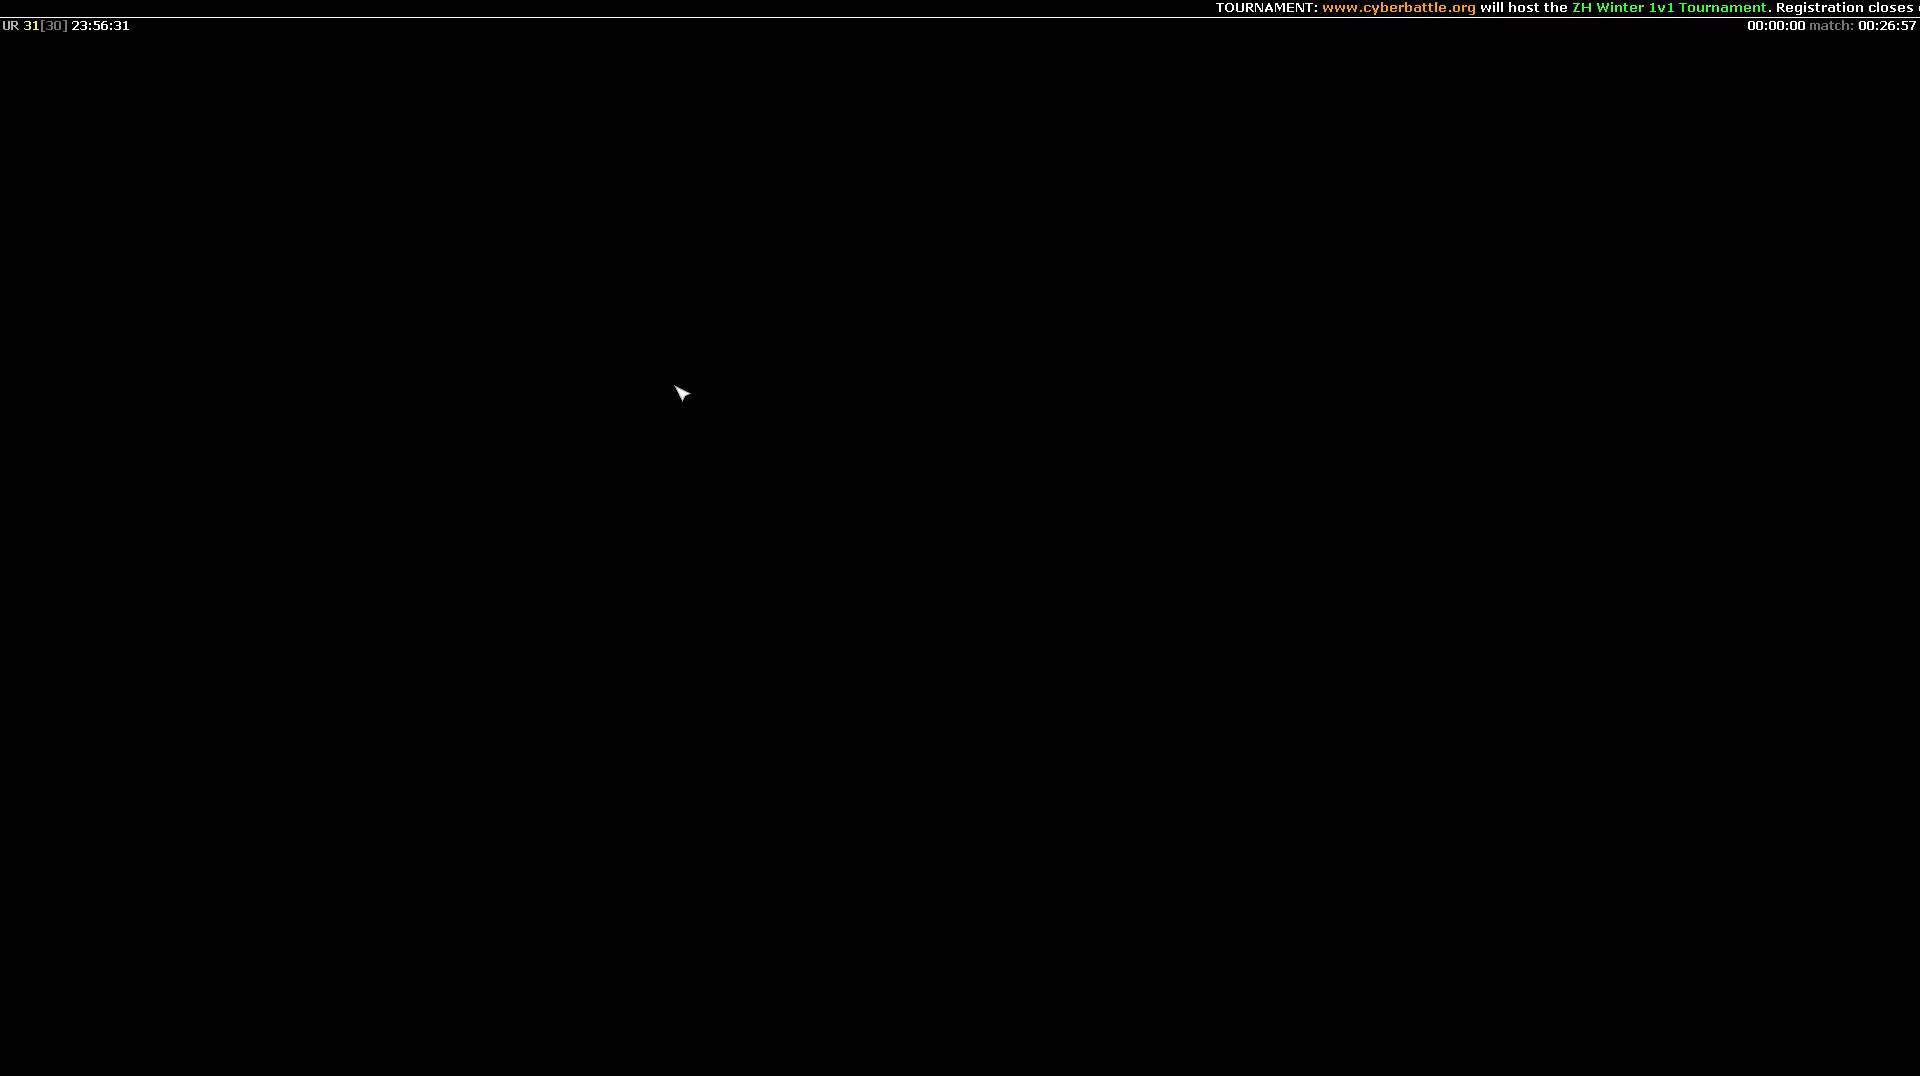 TOURNAMENT: www.cyberbattle.org will host the ZH Winter 1v1 Tournament. Registration closes
UR 31[30] 23:56:31
00:00:00 match: 00:26:57